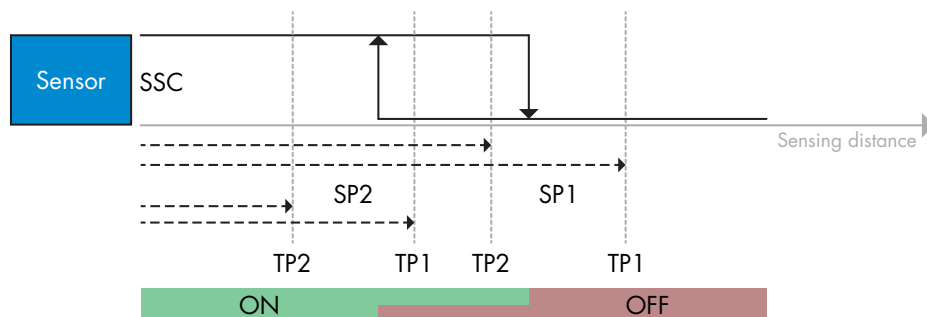 Sensor
SSC
Sensing distance
SP2
SP1
TP2
TP1
TP2
TP1
ON
OFF